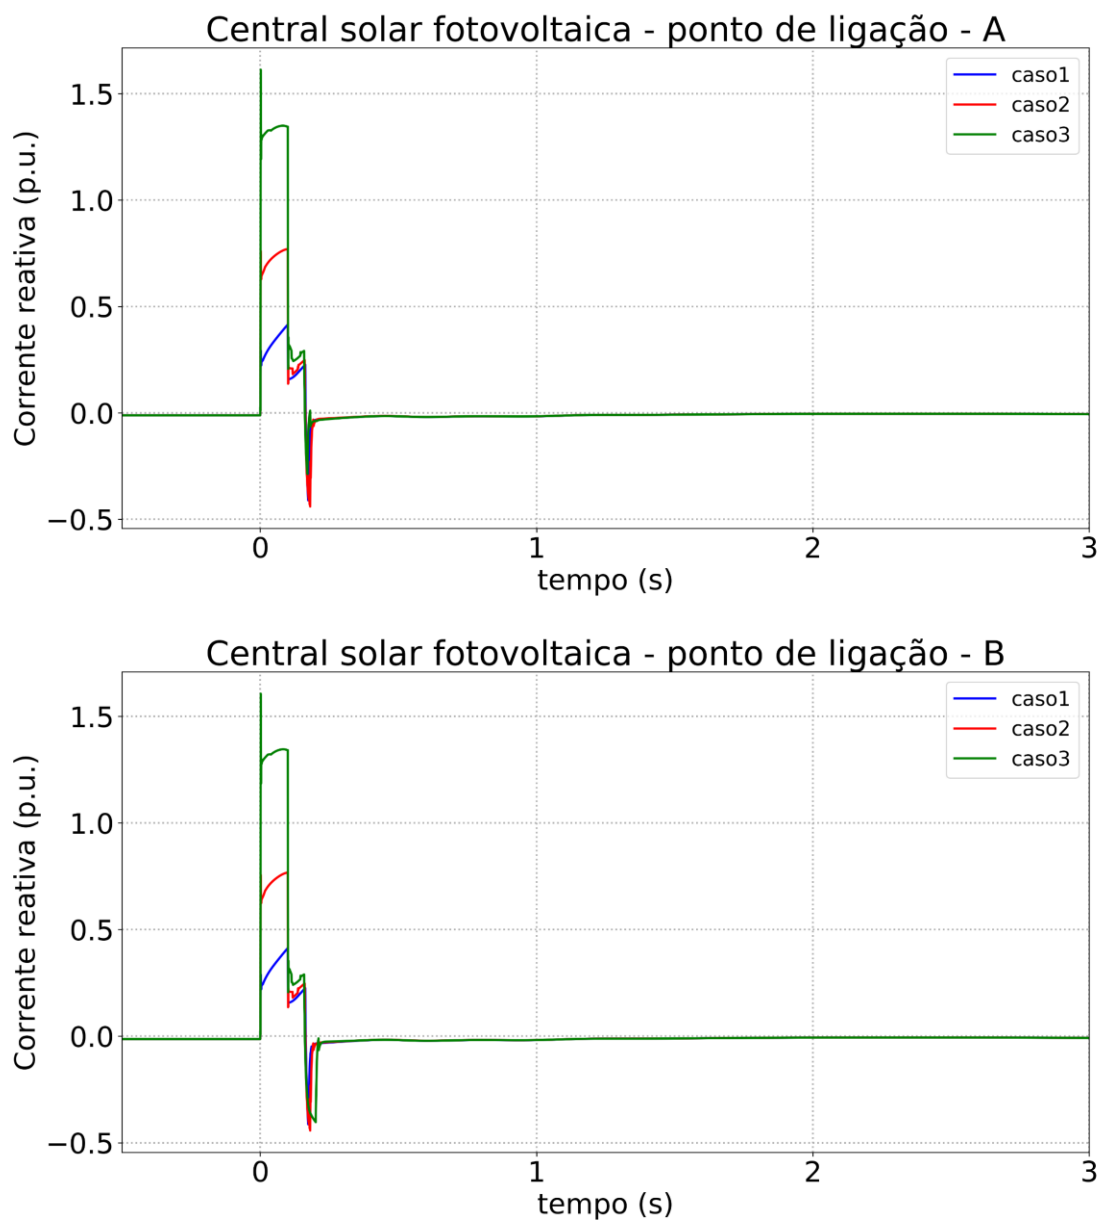 Central solar fotovoltaica - ponto de ligação - A
caso1
caso2
caso3
Corrente reativa (p.u.)
1.5
1.0
0.5
0.0
−0.5
0
1
2
3
tempo (s)
Central solar fotovoltaica - ponto de ligação - B
caso1
caso2
caso3
Corrente reativa (p.u.)
1.5
1.0
0.5
0.0
−0.5
0
1
2
3
tempo (s)